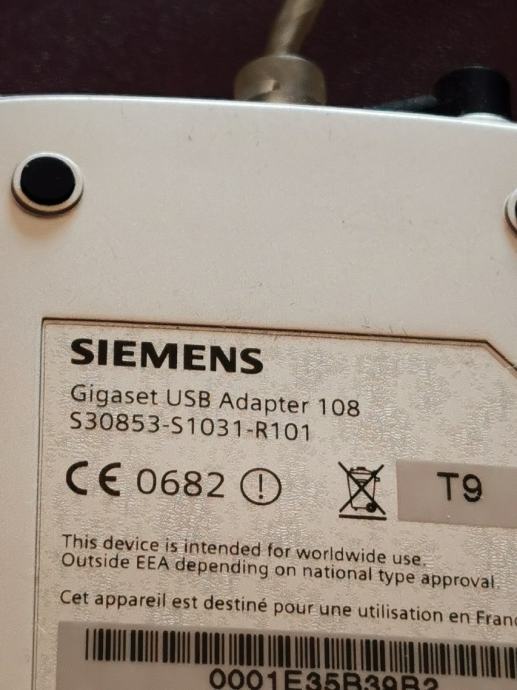 SIEMENS
Gigaset USB Adapter 108
S30853-S1031-R101
CE 0682
T9
This device is intended for worldwide use.
Outside EEA depending on national type approval.
Cet appareil est destiné pour une utilisation en